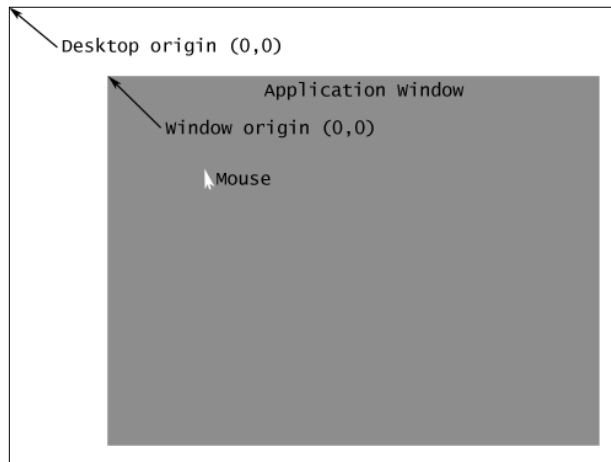 Desktop origin (0,0)
Application Window
Window origin (0,0)
Mouse